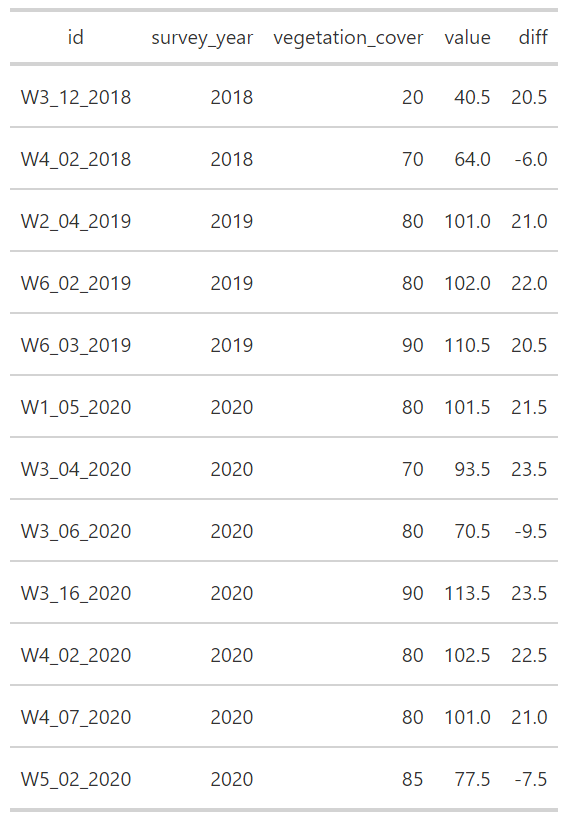 id survey_year vegetation_cover value diff
W3_12_2018 2018 20 40.5 20.5
W4_02_2018 2018 70 64.0 -6.0
W2_04_2019 2019 80 101.0 21.0
W6_02_2019 2019 80 102.0 22.0
W6_03_2019 2019 90 110.5 20.5
W1_05_2020 2020 80 101.5 21.5
W3_04_2020 2020 70 93.5 23.5
W3_06_2020 2020 80 70.5 -9.5
W3_16_2020 2020 90 113.5 23.5
W4_02_2020 2020 80 102.5 22.5
W4_07_2020 2020 80 101.0 21.0
W5_02_2020 2020 85 77.5 -7.5